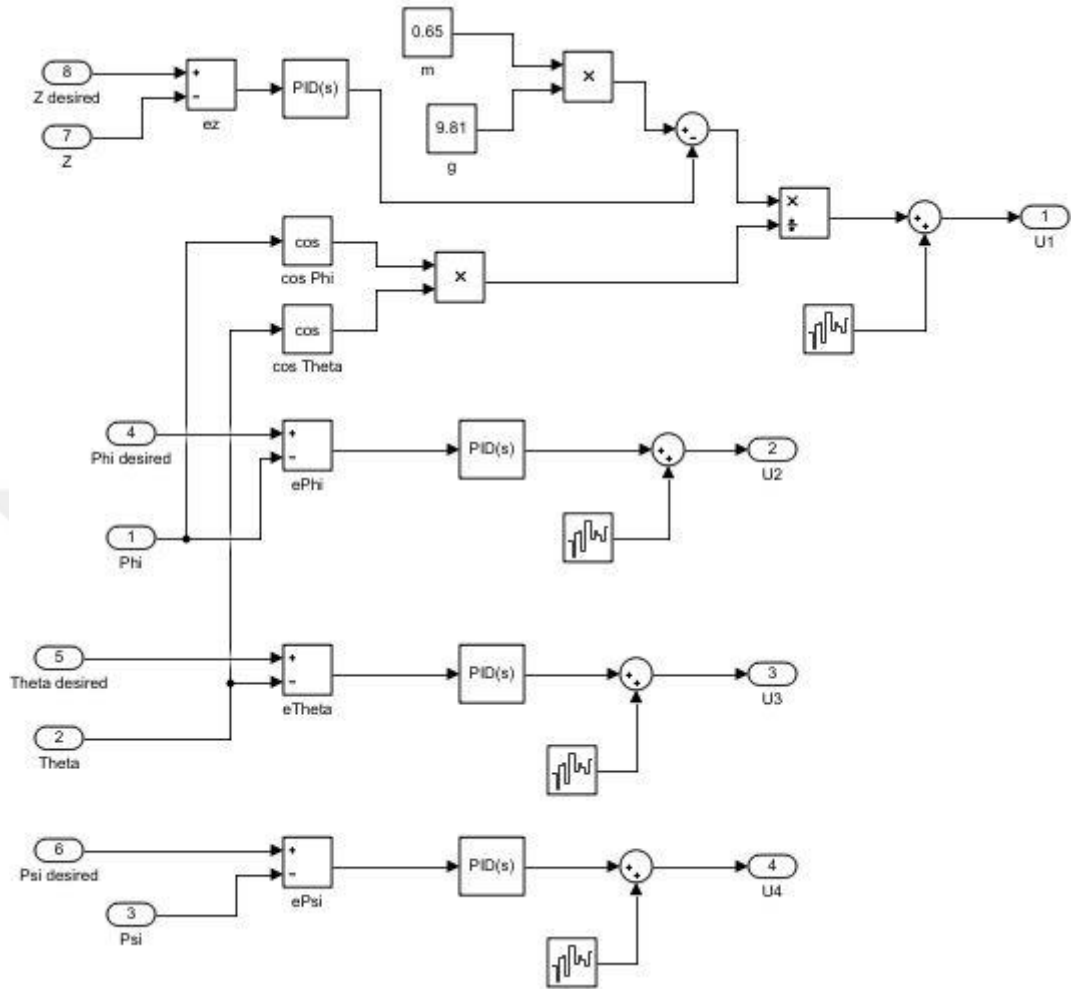 0.65
m
8
Z desired
+
−
ez
PID(s)
×
7
Z
9.81
g
+
-
×
÷
+
+
1
U1
cos
cos Phi
×
cos
cos Theta
4
Phi desired
+
−
ePhi
PID(s)
+
+
2
U2
1
Phi
5
Theta desired
+
−
eTheta
PID(s)
+
+
3
U3
2
Theta
6
Psi desired
+
−
ePsi
PID(s)
+
+
4
U4
3
Psi